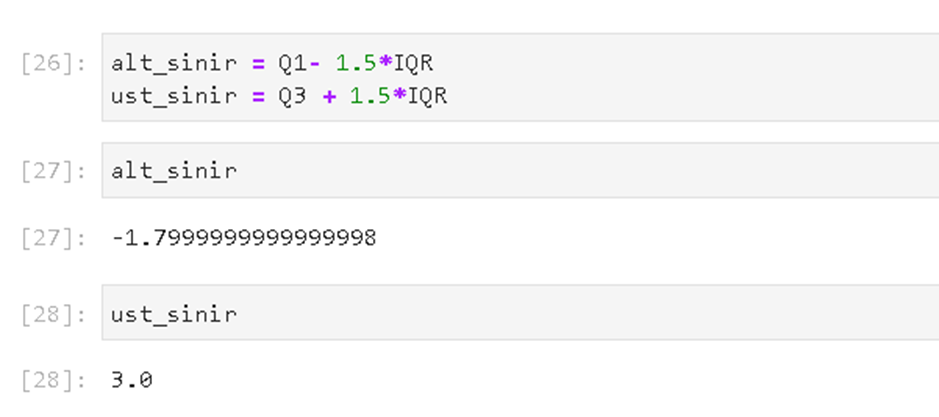 [26]: alt_sinir = Q1- 1.5*IQR
ust_sinir = Q3 + 1.5*IQR
[27]: alt_sinir
[27]: -1.7999999999999998
[28]: ust_sinir
[28]: 3.0